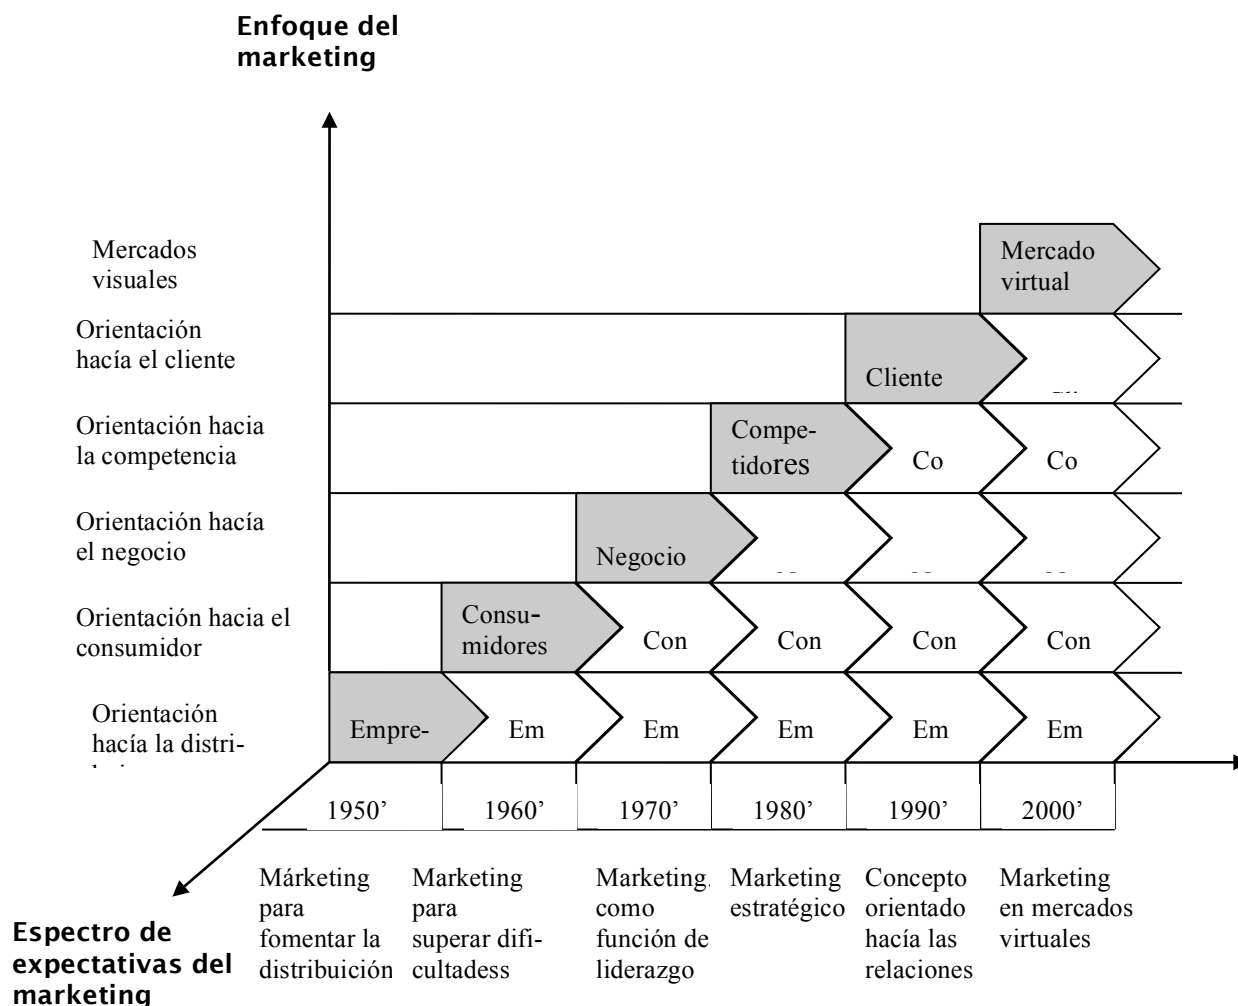 Enfoque del
marketing
Mercados
visuales
Mercado
virtual
Orientación
hacía el cliente
Cliente
Orientación hacia
la competencia
Compe-
tidores
Co
Co
Orientación hacía
el negocio
Negocio
Orientación hacia el
consumidor
Consu-
midores
Con
Con
Con
Con
Orientación
hacía la distri-
Empre-
Em
Em
Em
Em
Em
1950’
1960’
1970’
1980’
1990’
2000’
Márketing
para
fomentar la
distribuición
Marketing
para
superar difi-
cultadess
Marketing.
como
función de
liderazgo
Marketing
estratégico
Concepto
orientado
hacía las
relaciones
Marketing
en mercados
virtuales
Espectro de
expectativas del
marketing